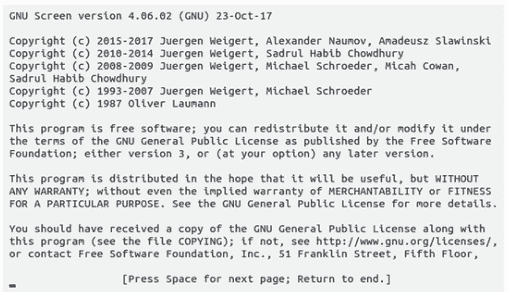 GNU Screen version 4.06.02 (GNU) 23-Oct-17
Copyright (c) 2015-2017 Juergen Weigert, Alexander Naumov, Amadeusz Slawinski
Copyright (c) 2010-2014 Juergen Weigert, Sadrul Habib Chowdhury
Copyright (c) 2008-2009 Juergen Weigert, Michael Schroeder, Micah Cowan,
Sadrul Habib Chowdhury
Copyright (c) 1993-2007 Juergen Weigert, Michael Schroeder
Copyright (c) 1987 Oliver Laumann
This program is free software; you can redistribute it and/or modify it under
the terms of the GNU General Public License as published by the Free Software
Foundation; either version 3, or (at your option) any later version.
This program is distributed in the hope that it will be useful, but WITHOUT
ANY WARRANTY; without even the implied warranty of MERCHANTABILITY or FITNESS
FOR A PARTICULAR PURPOSE. See the GNU General Public License for more details.
You should have received a copy of the GNU General Public License along with
this program (see the file COPYING); if not, see http://www.gnu.org/licenses/,
or contact Free Software Foundation, Inc., 51 Franklin Street, Fifth Floor,
[Press Space for next page; Return to end.]